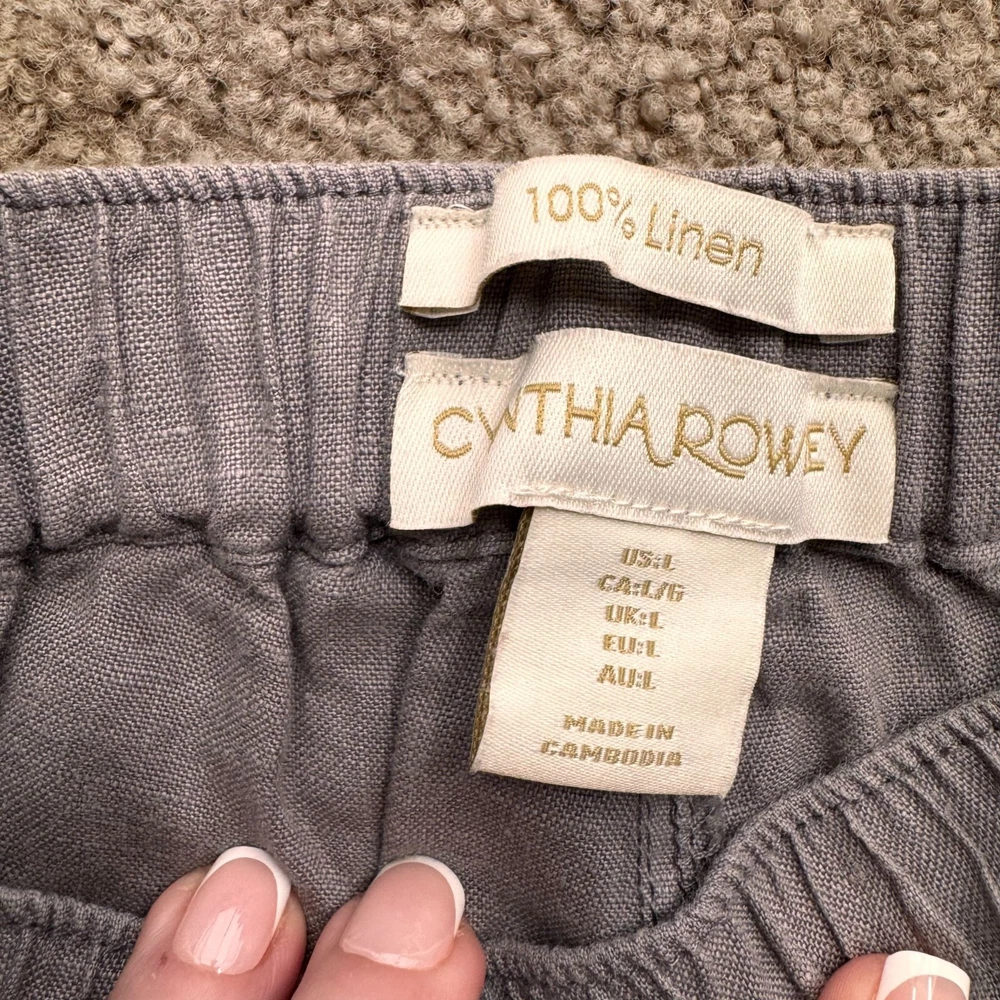 100% Linen
CYNTHIA ROWLEY
US:L
CA:L/G
UK:L
EU:L
AU:L
MADE IN
CAMBODIA